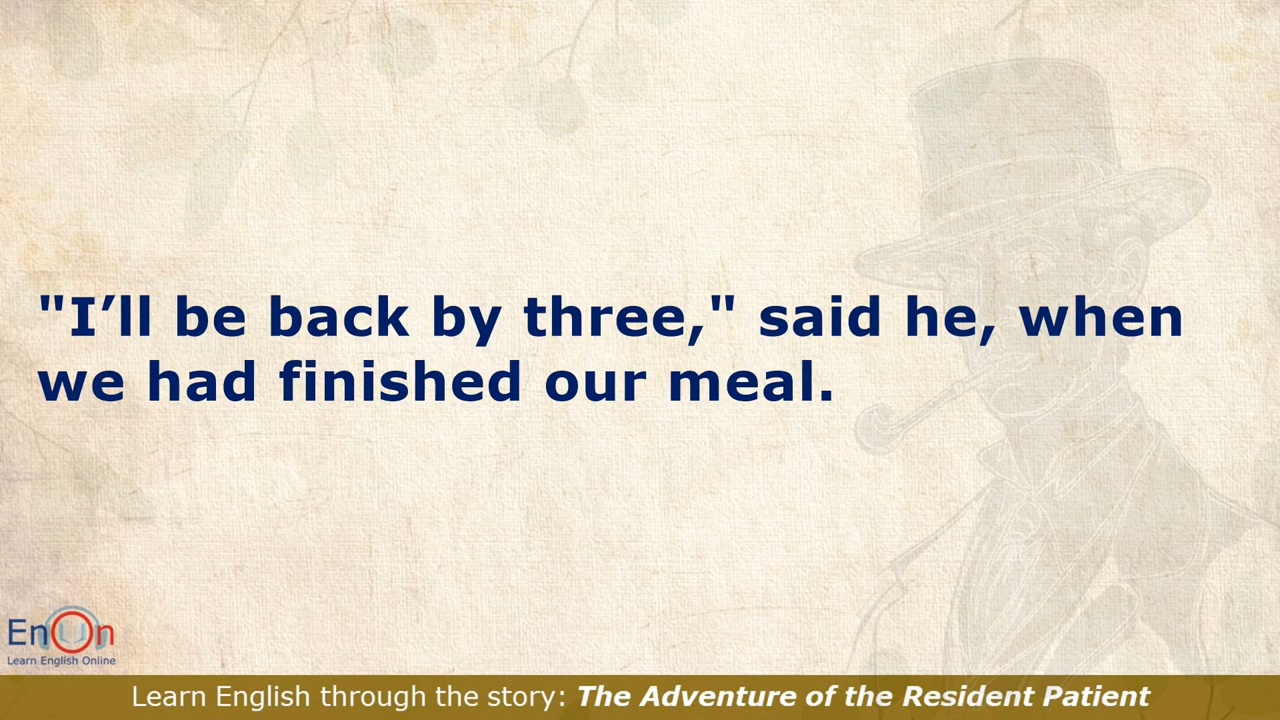 "I’ll be back by three," said he, when
we had finished our meal.
EnOn
Learn English Online
Learn English through the story: The Adventure of the Resident Patient